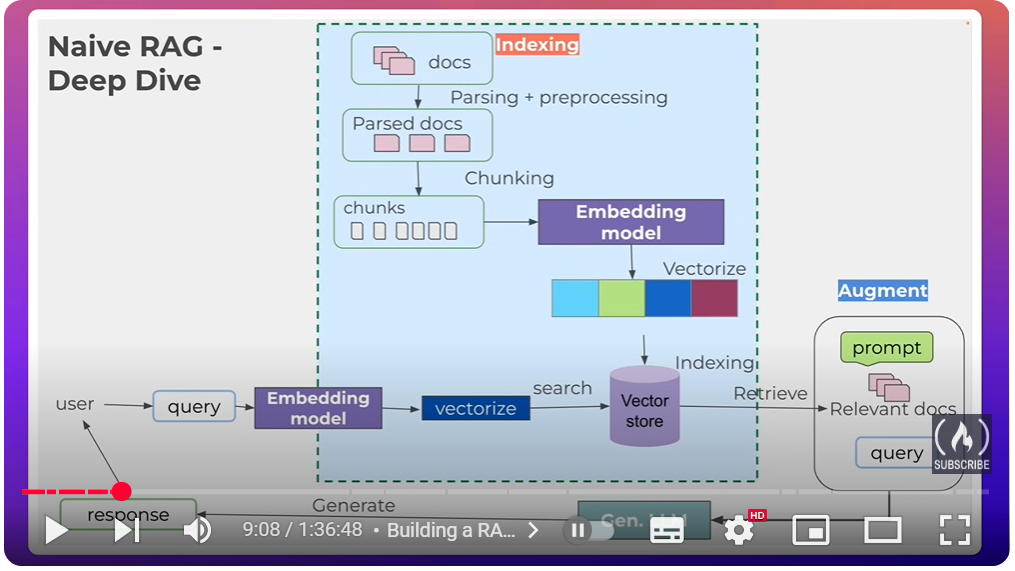 Naive RAG -
Deep Dive
Indexing
docs
Parsing + preprocessing
Parsed docs
Chunking
chunks
Embedding
model
Vectorize
Augment
prompt
Indexing
Retrieve
Relevant docs
query
user
query
Embedding
model
vectorize
search
Vector
store
SUBSCRIBE
response
Generate
Gen. LLM
9:08 / 1:36:48 • Building a RA...
HD